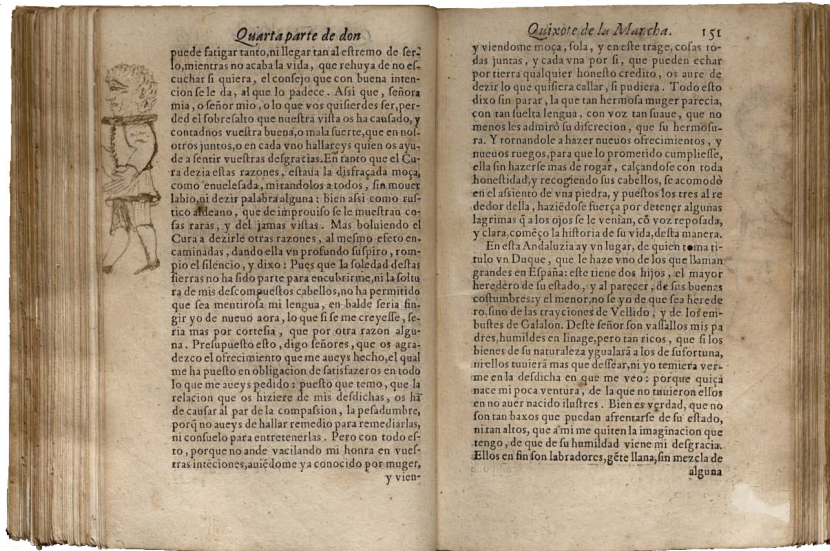 Quarta parte de don
puede fatigar tanto, ni llegar tan al estremo de ser-
lo, mientras no acaba la vida, que rehuya de no es-
cuchar si quiera, el consejo que con buena inten-
cion se le da, al que lo padece. Assi que, señora
mia, o señor mio, o lo que vos quisierdes ser, per-
ded el sobresalto que nuestra vista os ha causado, y
contadnos vuestra buena, o mala suerte, que en nos-
otros juntos, o en cada vno hallareys quien os ayu-
de a sentir vuestras desgracias. En tanto que el Cu-
ra dezia estas razones, estaua la disfraçada moça,
como enuelesada, mirandolos a todos, sin mouer
labio, ni dezir palabra alguna: bien assi como rus-
tico aldeano, que de improuiso se le muestran co-
sas raras, y del jamas vistas. Mas boluiendo el
Cura a dezirle otras razones, al mesmo efeto en-
caminadas, dando ella vn profundo suspiro, rom-
pio el silencio, y dixo: Pues que la soledad destas
sierras no ha sido parte para encubrirme, ni la soltu
ra de mis descompuestos cabellos, no ha permitido
que sea mentirosa mi lengua, en balde seria fin-
gir yo de nueuo aora, lo que si se me creyesse, se-
ria mas por cortesia, que por otra razon algu-
na. Presupuesto esto, digo señores, que os agra-
dezco el ofrecimiento que me aueys hecho, el qual
me ha puesto en obligacion de satisfazeros en todo
lo que me aueys pedido: puesto que temo, que la
relacion que os hiziere de mis desdichas, os ha
de causar al par de la compassion, la pesadumbre,
porq̃ no aueys de hallar remedio para remediarlas,
ni consuelo para entretenerlas. Pero con todo es-
to, porque no ande vacilando mi honra en vues-
tras intẽciones, auiẽdome ya conocido por muger,
y vien-
Quixote de la Mancha. 151
y viendome moça, sola, y en este trage, cosas to-
das juntas, y cada vna por si, que pueden echar
por tierra qualquier honesto credito, os aure de
dezir lo que quisiera callar, si pudiera. Todo esto
dixo sin parar, la que tan hermosa muger parecia,
con tan suelta lengua, con voz tan suaue, que no
menos les admirò su discrecion, que su hermosu-
ra. Y tornandole a hazer nueuos ofrecimientos, y
nueuos ruegos, para que lo prometido cumpliesse,
ella sin hazerse mas de rogar, calçandose con toda
honestidad, y recogiendo sus cabellos, se acomodò
en el assiento de vna piedra, y puestos los tres al re
dedor della, haziẽdose fuerça por detener algunas
lagrimas q̃ a los ojos se le venian, cõ voz reposada,
y clara, començo la historia de su vida, desta manera.
En esta Andaluzia ay vn lugar, de quien toma ti-
tulo vn Duque, que le haze vno de los que llaman
grandes en España: este tiene dos hijos, el mayor
heredero de su estado, y al parecer, de sus buenas
costumbres: y el menor, no se yo de que sea herede
ro, sino de las trayciones de Vellido, y de los em-
bustes de Galalon. Deste señor son vassallos mis pa
dres, humildes en linage, pero tan ricos, que si los
bienes de su naturaleza ygualarà a los de su fortuna,
ni ellos tuuierà mas que dessear, ni yo temiera ver-
me en la desdicha en que me veo: porque quiçà
nace mi poca ventura, de la que no tuuieron ellos
en no auer nacido ilustres. Bien es verdad, que no
son tan baxos que puedan afrentarse de su estado,
ni tan altos, que a mi me quiten la imaginacion que
tengo, de que de su humildad viene mi desgracia.
Ellos en fin son labradores, gẽte llana, sin mezcla de
alguna